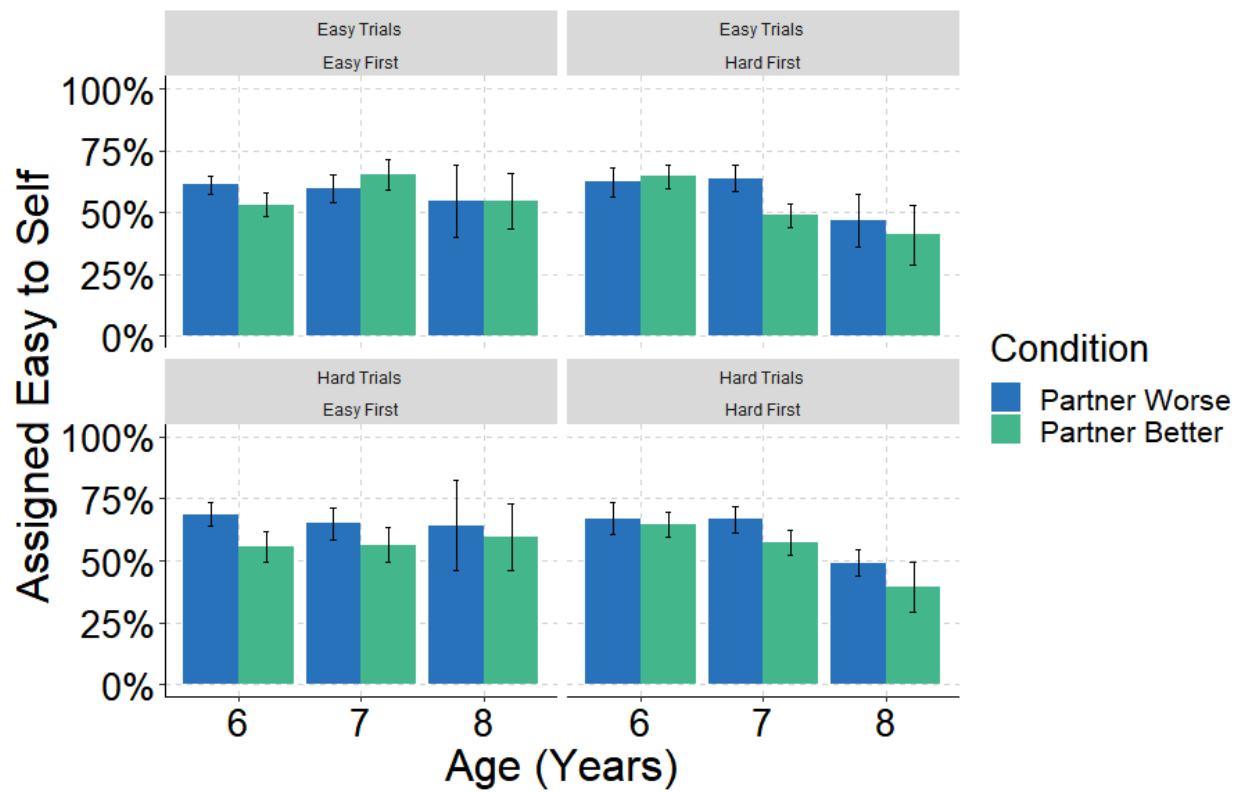 Easy Trials
Easy First
Easy Trials
Hard First
100%
75%
50%
25%
0%
Hard Trials
Easy First
Hard Trials
Hard First
100%
75%
50%
25%
0%
6
7
8
6
7
8
Age (Years)
Assigned Easy to Self
Condition
Partner Worse
Partner Better